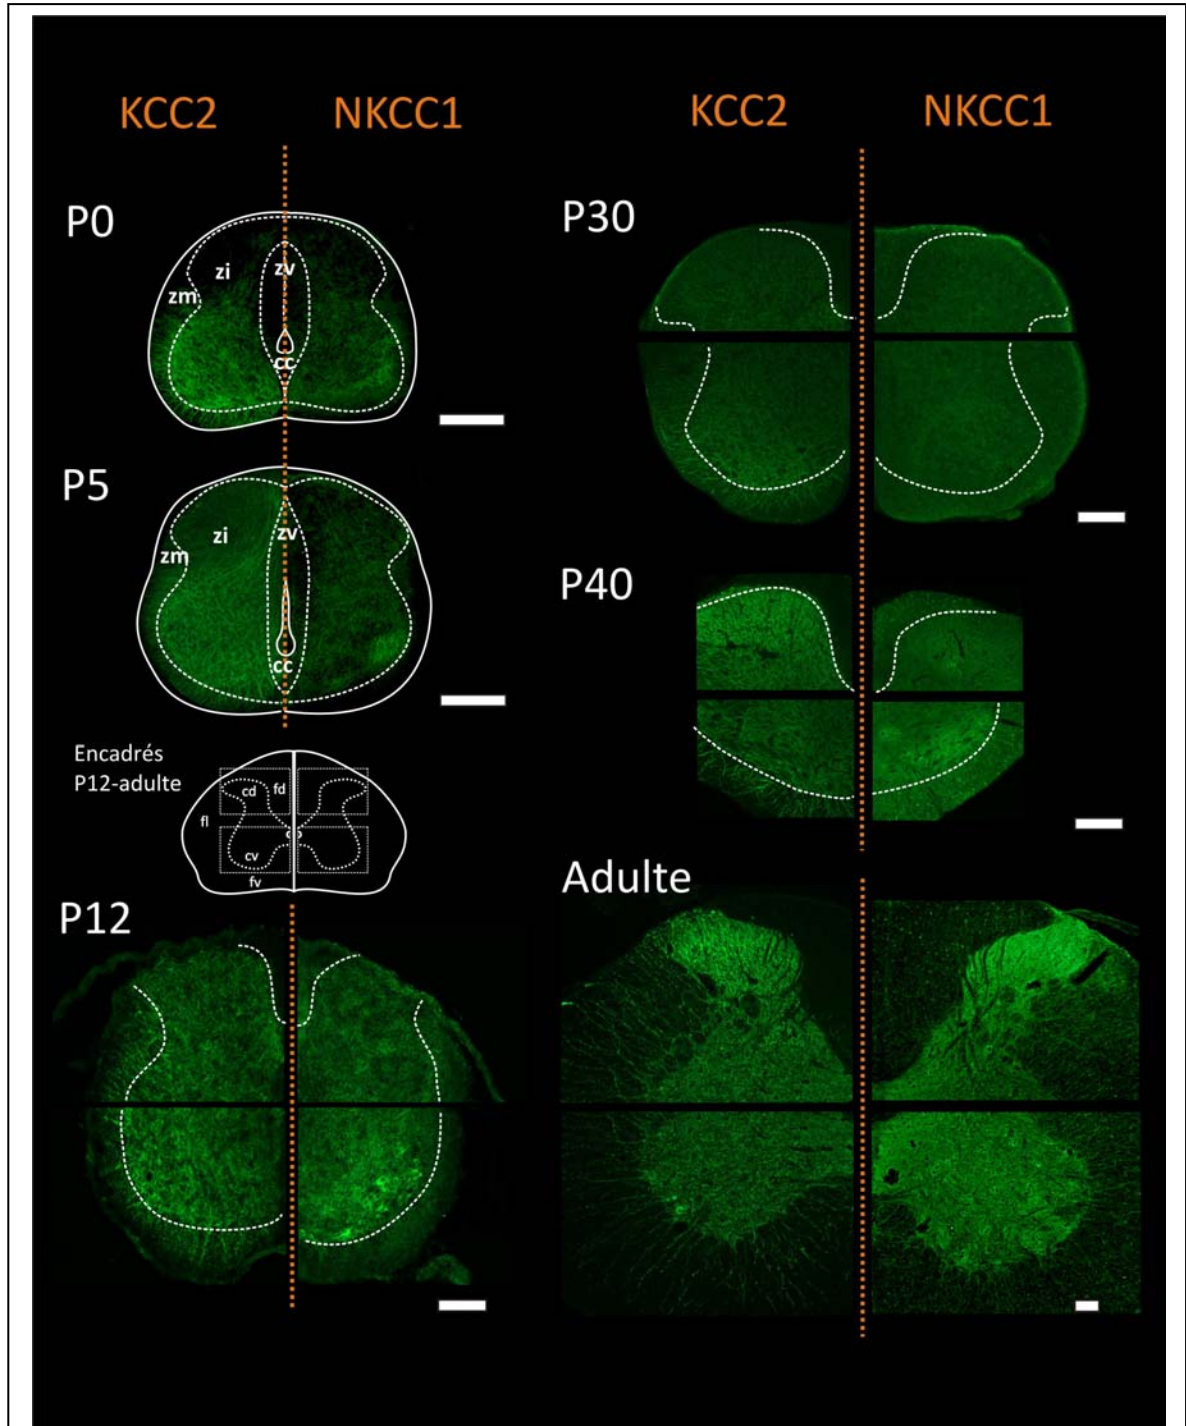 KCC2 NKCC1
P0
zi zv
zm
cc
P5
zi zv
zm
cc
Encadrés
P12-adulte
cd fd
fl
cv
fv
P12
KCC2 NKCC1
P30
P40
Adulte